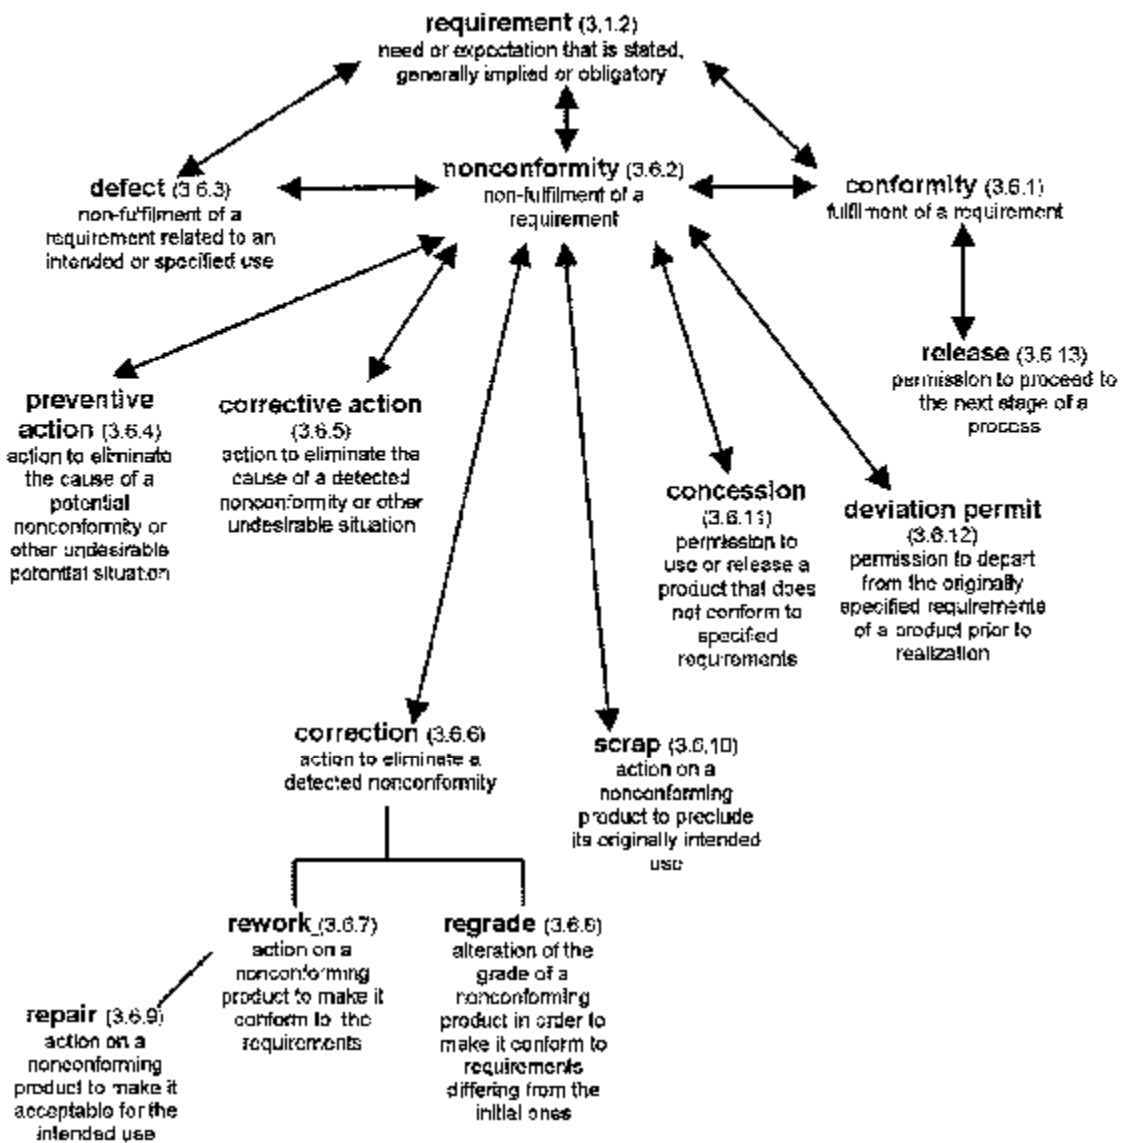 requirement (3.1.2)
need or expectation that is stated,
generally implied or obligatory
nonconformity (3.6.2)
non-fulfilment of a
requirement
defect (3.6.3)
non-fulfilment of a
requirement related to an
intended or specified use
conformity (3.6.1)
fulfilment of a requirement
release (3.6.13)
permission to proceed to
the next stage of a
process
preventive
action (3.6.4)
action to eliminate
the cause of a
potential
nonconformity or
other undesirable
potential situation
corrective action
(3.6.5)
action to eliminate the
cause of a detected
nonconformity or other
undesirable situation
concession
(3.6.11)
permission to
use or release a
product that does
not conform to
specified
requirements
deviation permit
(3.6.12)
permission to depart
from the originally
specified requirements
of a product prior to
realization
correction (3.6.6)
action to eliminate a
detected nonconformity
scrap (3.6.10)
action on a
nonconforming
product to preclude
its originally intended
use
rework (3.6.7)
action on a
nonconforming
product to make it
conform to the
requirements
regrade (3.6.8)
alteration of the
grade of a
nonconforming
product in order to
make it conform to
requirements
differing from the
initial ones
repair (3.6.9)
action on a
nonconforming
product to make it
acceptable for the
intended use